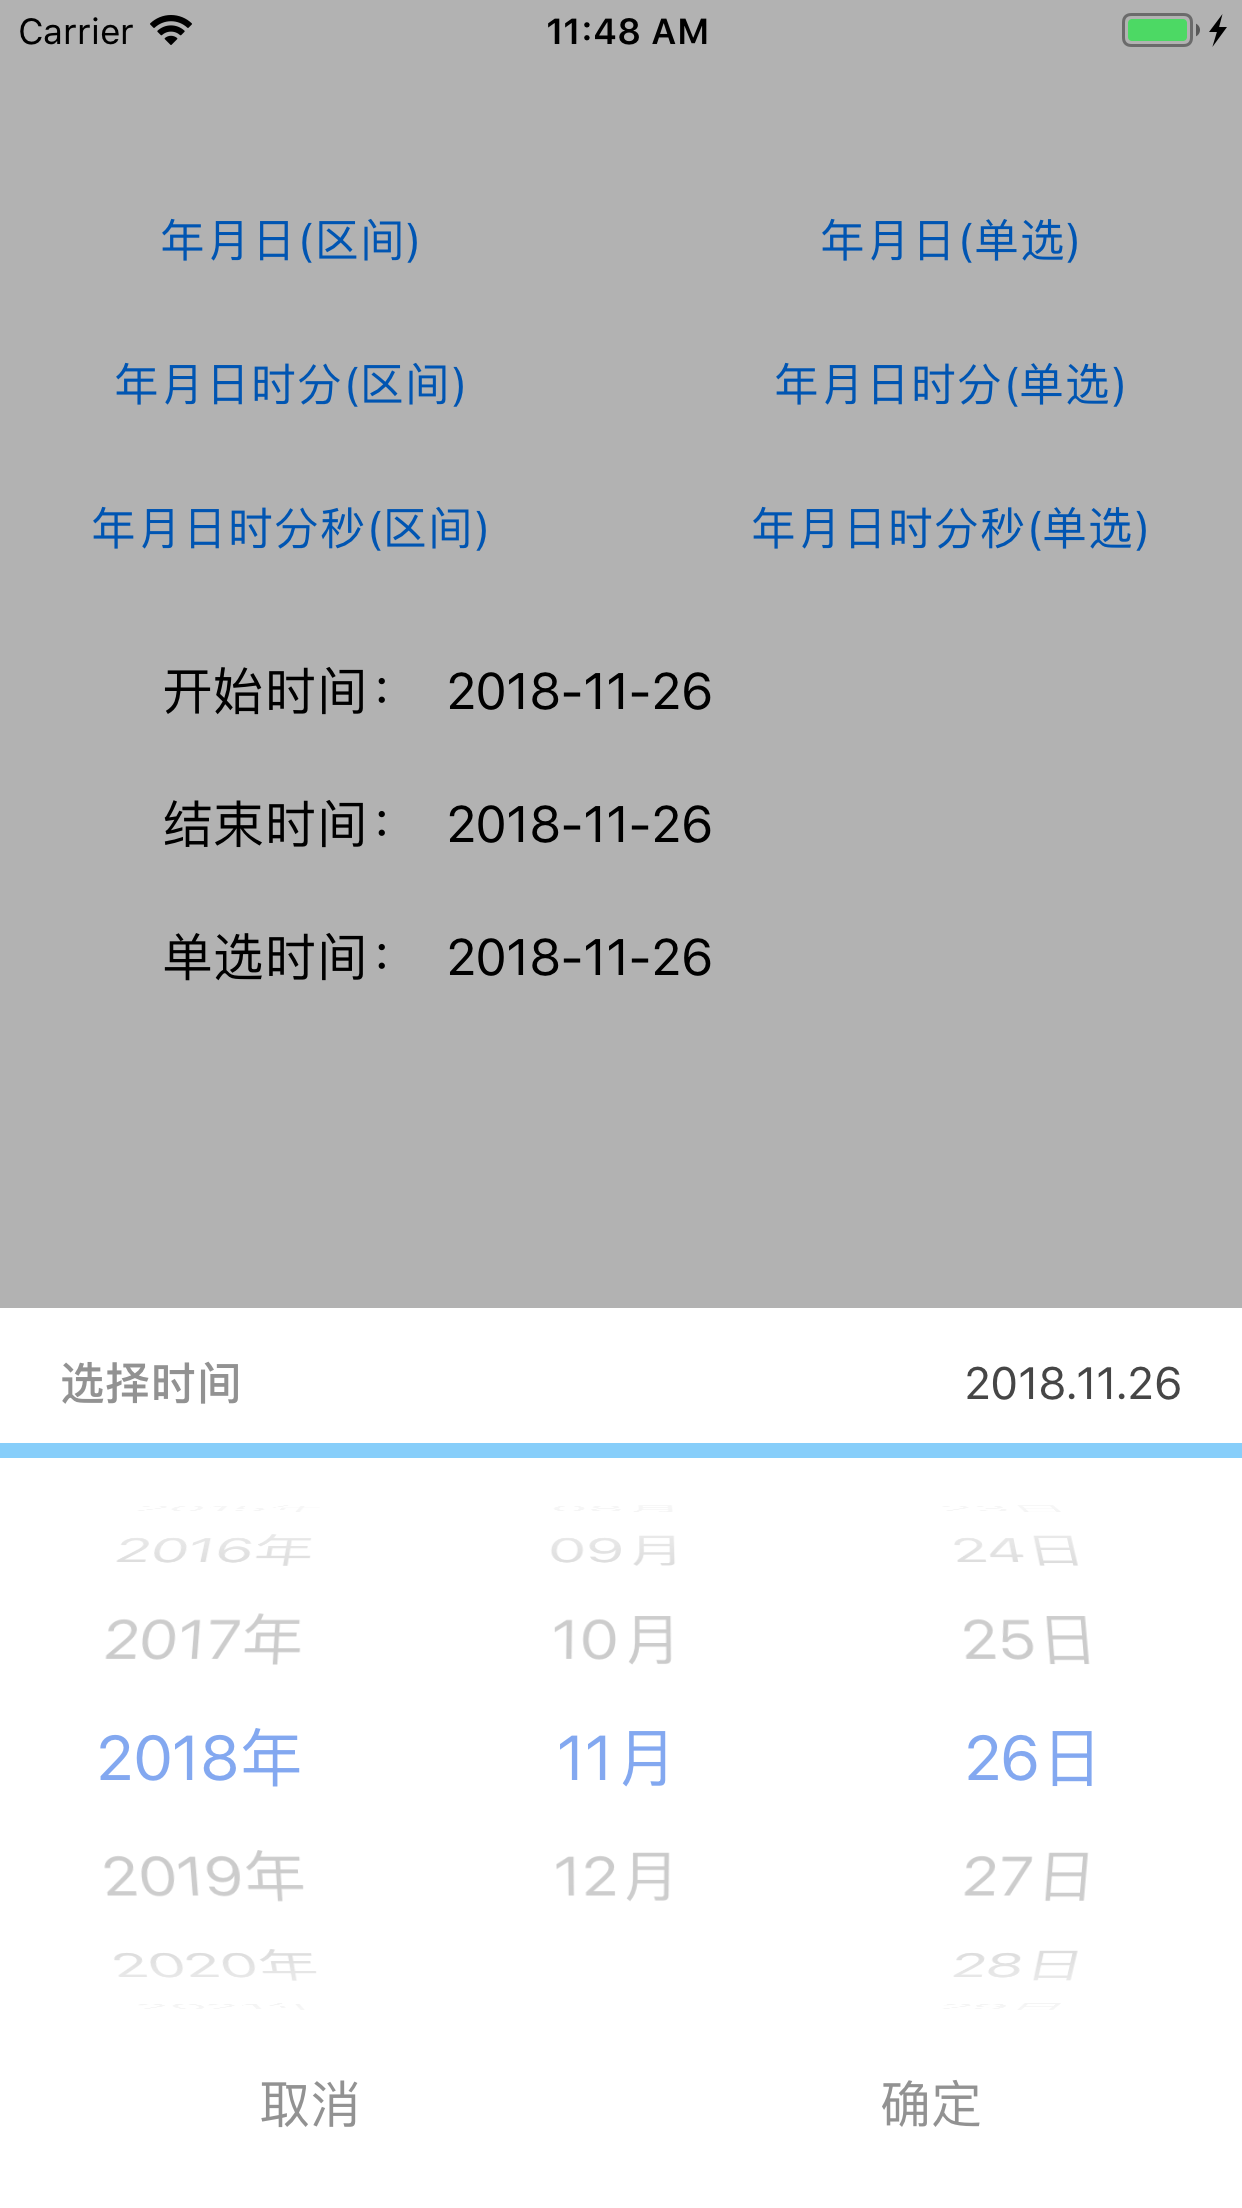 Carrier 11:48 AM
年月日(区间) 年月日(单选)
年月日时分(区间) 年月日时分(单选)
年月日时分秒(区间) 年月日时分秒(单选)
开始时间： 2018-11-26
结束时间： 2018-11-26
单选时间： 2018-11-26
选择时间 2018.11.26
2016年 09月 24日
2017年 10月 25日
2018年 11月 26日
2019年 12月 27日
2020年 28日
取消 确定